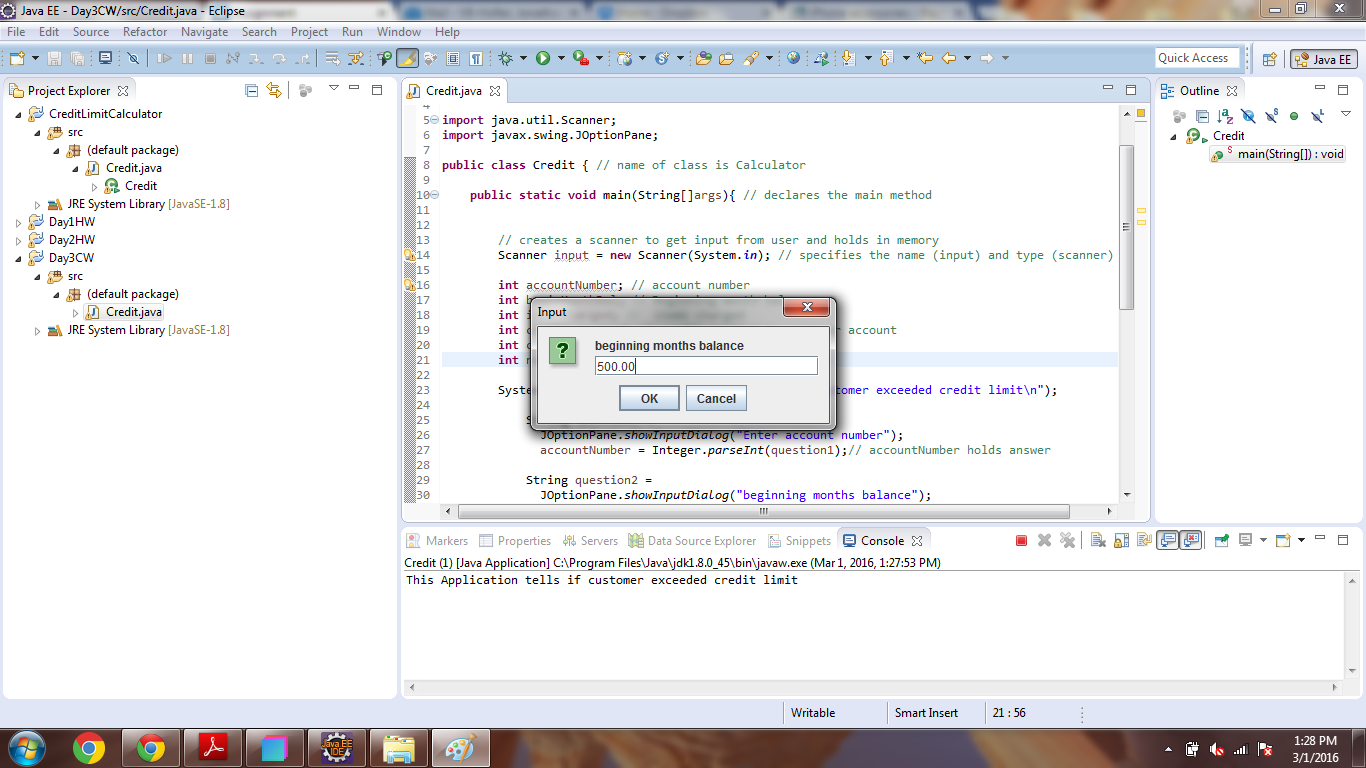 Java EE - Day3CW/src/Credit.java - Eclipse
File Edit Source Refactor Navigate Search Project Run Window Help
Quick Access
Java EE
Project Explorer
CreditLimitCalculator
src
(default package)
Credit.java
Credit
JRE System Library [JavaSE-1.8]
Day1HW
Day2HW
Day3CW
src
(default package)
Credit.java
JRE System Library [JavaSE-1.8]
Credit.java
4
5 import java.util.Scanner;
6 import javax.swing.JOptionPane;
7
8 public class Credit { // name of class is Calculator
9
10 public static void main(String[]args){ // declares the main method
11
12
13 // creates a scanner to get input from user and holds in memory
14 Scanner input = new Scanner(System.in); // specifies the name (input) and type (scanner)
15
16 int accountNumber; // account number
17 int
18 int
19 int account
20 int
21 int
22
23 exceeded credit limit\n");
24
25
26 JOptionPane.showInputDialog("Enter account number");
27 accountNumber = Integer.parseInt(question1);// accountNumber holds answer
28
29 String question2 =
30 JOptionPane.showInputDialog("beginning months balance");
Input
beginning months balance
500.00
OK Cancel
Outline
Credit
S
main(String[]) : void
Markers Properties Servers Data Source Explorer Snippets Console
Credit (1) [Java Application] C:\Program Files\Java\jdk1.8.0_45\bin\javaw.exe (Mar 1, 2016, 1:27:53 PM)
This Application tells if customer exceeded credit limit
Writable Smart Insert 21 : 56
Java EE
IDE
1:28 PM
3/1/2016